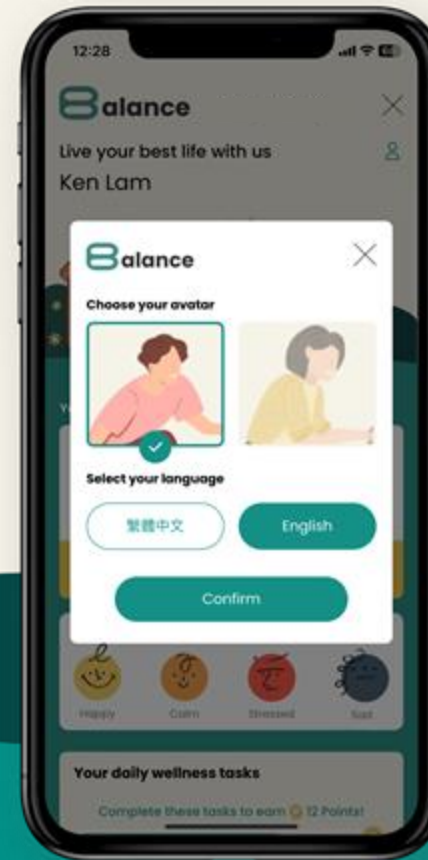 12:28
Balance
Live your best life with us
Ken Lam
Balance
Choose your avatar
Select your language
繁體中文 English
Confirm
Happy Calm Stressed Sad
Your daily wellness tasks
Complete these tasks to earn 12 Points!